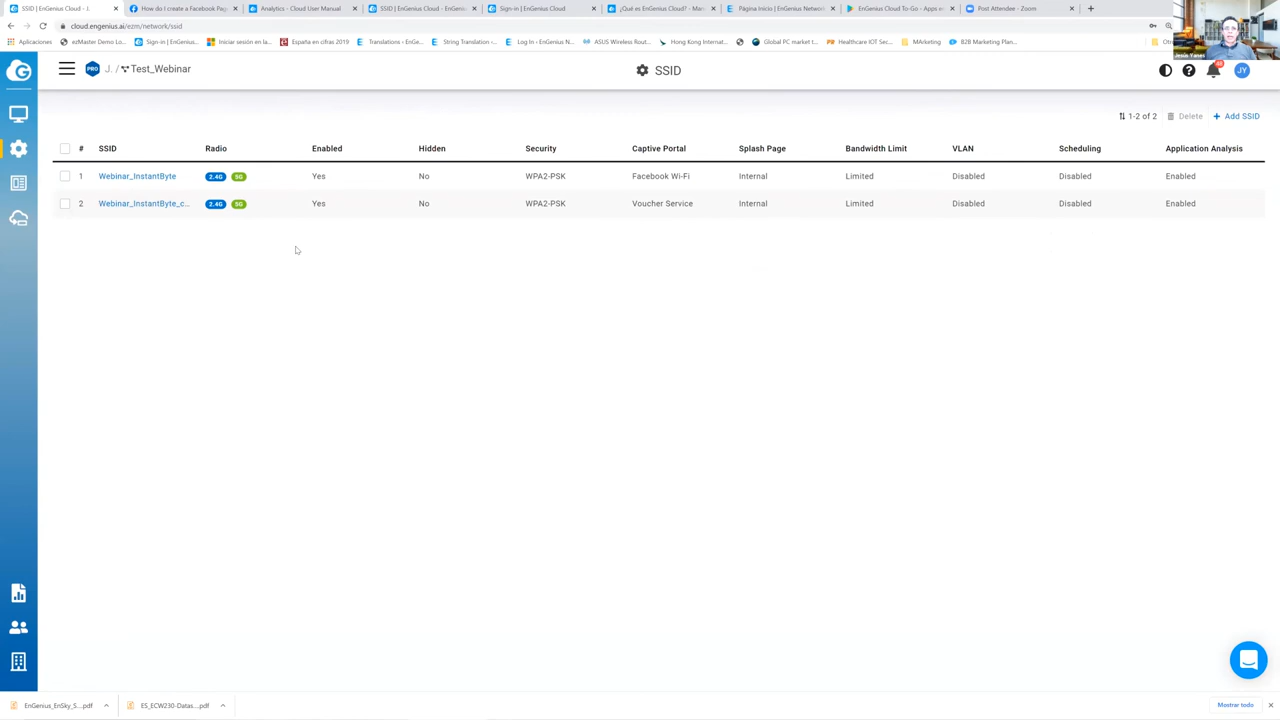 SSID | EnGenius Cloud - J.
How do I create a Facebook Pag
Analytics - Cloud User Manual
SSID | EnGenius Cloud - EnGeni
Sign-in | EnGenius Cloud
¿Qué es EnGenius Cloud? - Ma
Página Inicio | EnGenius Netwo
EnGenius Cloud To-Go - Apps e
Post Attendee - Zoom
cloud.engenius.ai/ezm/network/ssid
Aplicaciones
ezMaster Demo Lo...
Sign-in | EnGenius...
Iniciar sesión en la...
España en cifras 2019
Translations ‹ EnGe...
String Translation ‹...
Log In ‹ EnGenius N...
ASUS Wireless Rout...
Hong Kong Internat...
Global PC market t...
Healthcare IOT Sec...
MArketing
B2B Marketing Plan...
Jesús Yanes
PRO J. / Test_Webinar
SSID
JY
1-2 of 2 Delete + Add SSID
# SSID Radio Enabled Hidden Security Captive Portal Splash Page Bandwidth Limit VLAN Scheduling Application Analysis
1 Webinar_InstantByte 2.4G 5G Yes No WPA2-PSK Facebook Wi-Fi Internal Limited Disabled Disabled Enabled
2 Webinar_InstantByte_c... 2.4G 5G Yes No WPA2-PSK Voucher Service Internal Limited Disabled Disabled Enabled
EnGenius_EnSky_S....pdf
ES_ECW230-Datas....pdf
Mostrar todo